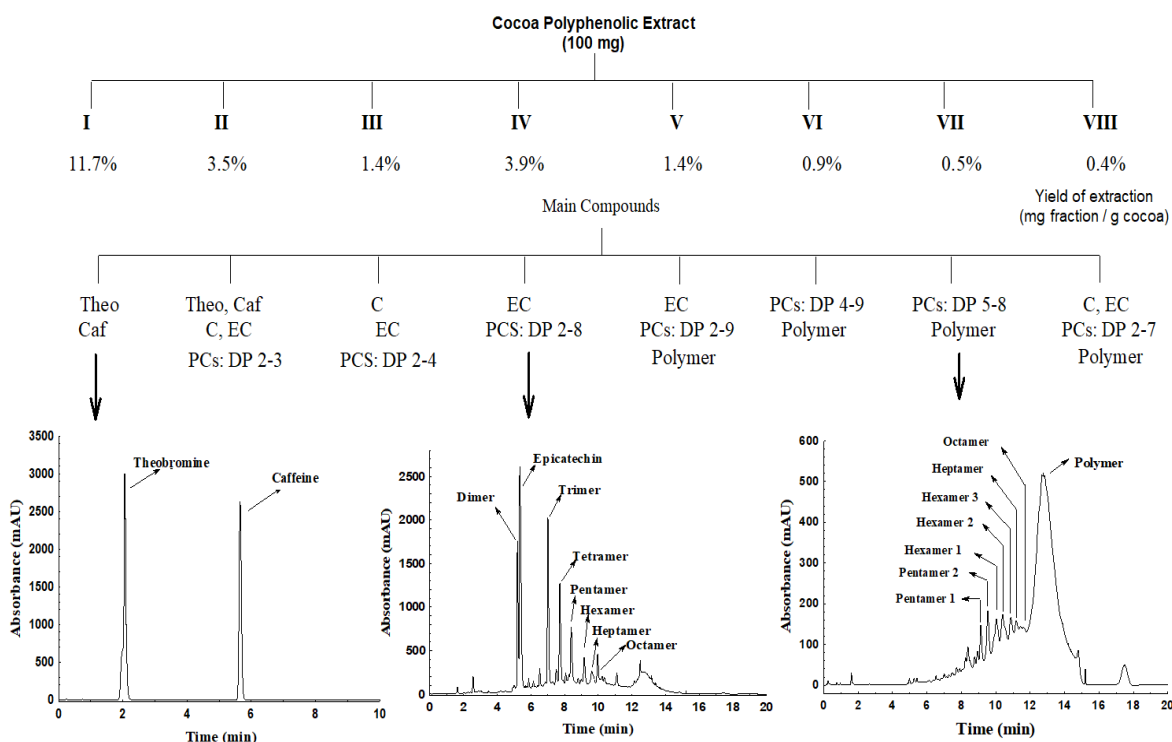 Cocoa Polyphenolic Extract
(100 mg)
I II III IV V VI VII VIII
11.7% 3.5% 1.4% 3.9% 1.4% 0.9% 0.5% 0.4%
Yield of extraction
(mg fraction / g cocoa)
Main Compounds
Theo
Caf
Theo, Caf
C, EC
PCs: DP 2-3
C
EC
PCS: DP 2-4
EC
PCS: DP 2-8
EC
PCs: DP 2-9
Polymer
PCs: DP 4-9
Polymer
PCs: DP 5-8
Polymer
C, EC
PCs: DP 2-7
Polymer
Absorbance (mAU)
3500
3000
2500
2000
1500
1000
500
0
Theobromine
Caffeine
0 2 4 6 8 10
Time (min)
Absorbance (mAU)
2500
2000
1500
1000
500
0
Dimer
Epicatechin
Trimer
Tetramer
Pentamer
Hexamer
Heptamer
Octamer
0 2 4 6 8 10 12 14 16 18 20
Time (min)
Absorbance (mAU)
600
500
400
300
200
100
0
Octamer
Heptamer
Hexamer 3
Hexamer 2
Hexamer 1
Pentamer 2
Pentamer 1
Polymer
0 2 4 6 8 10 12 14 16 18 20
Time (min)